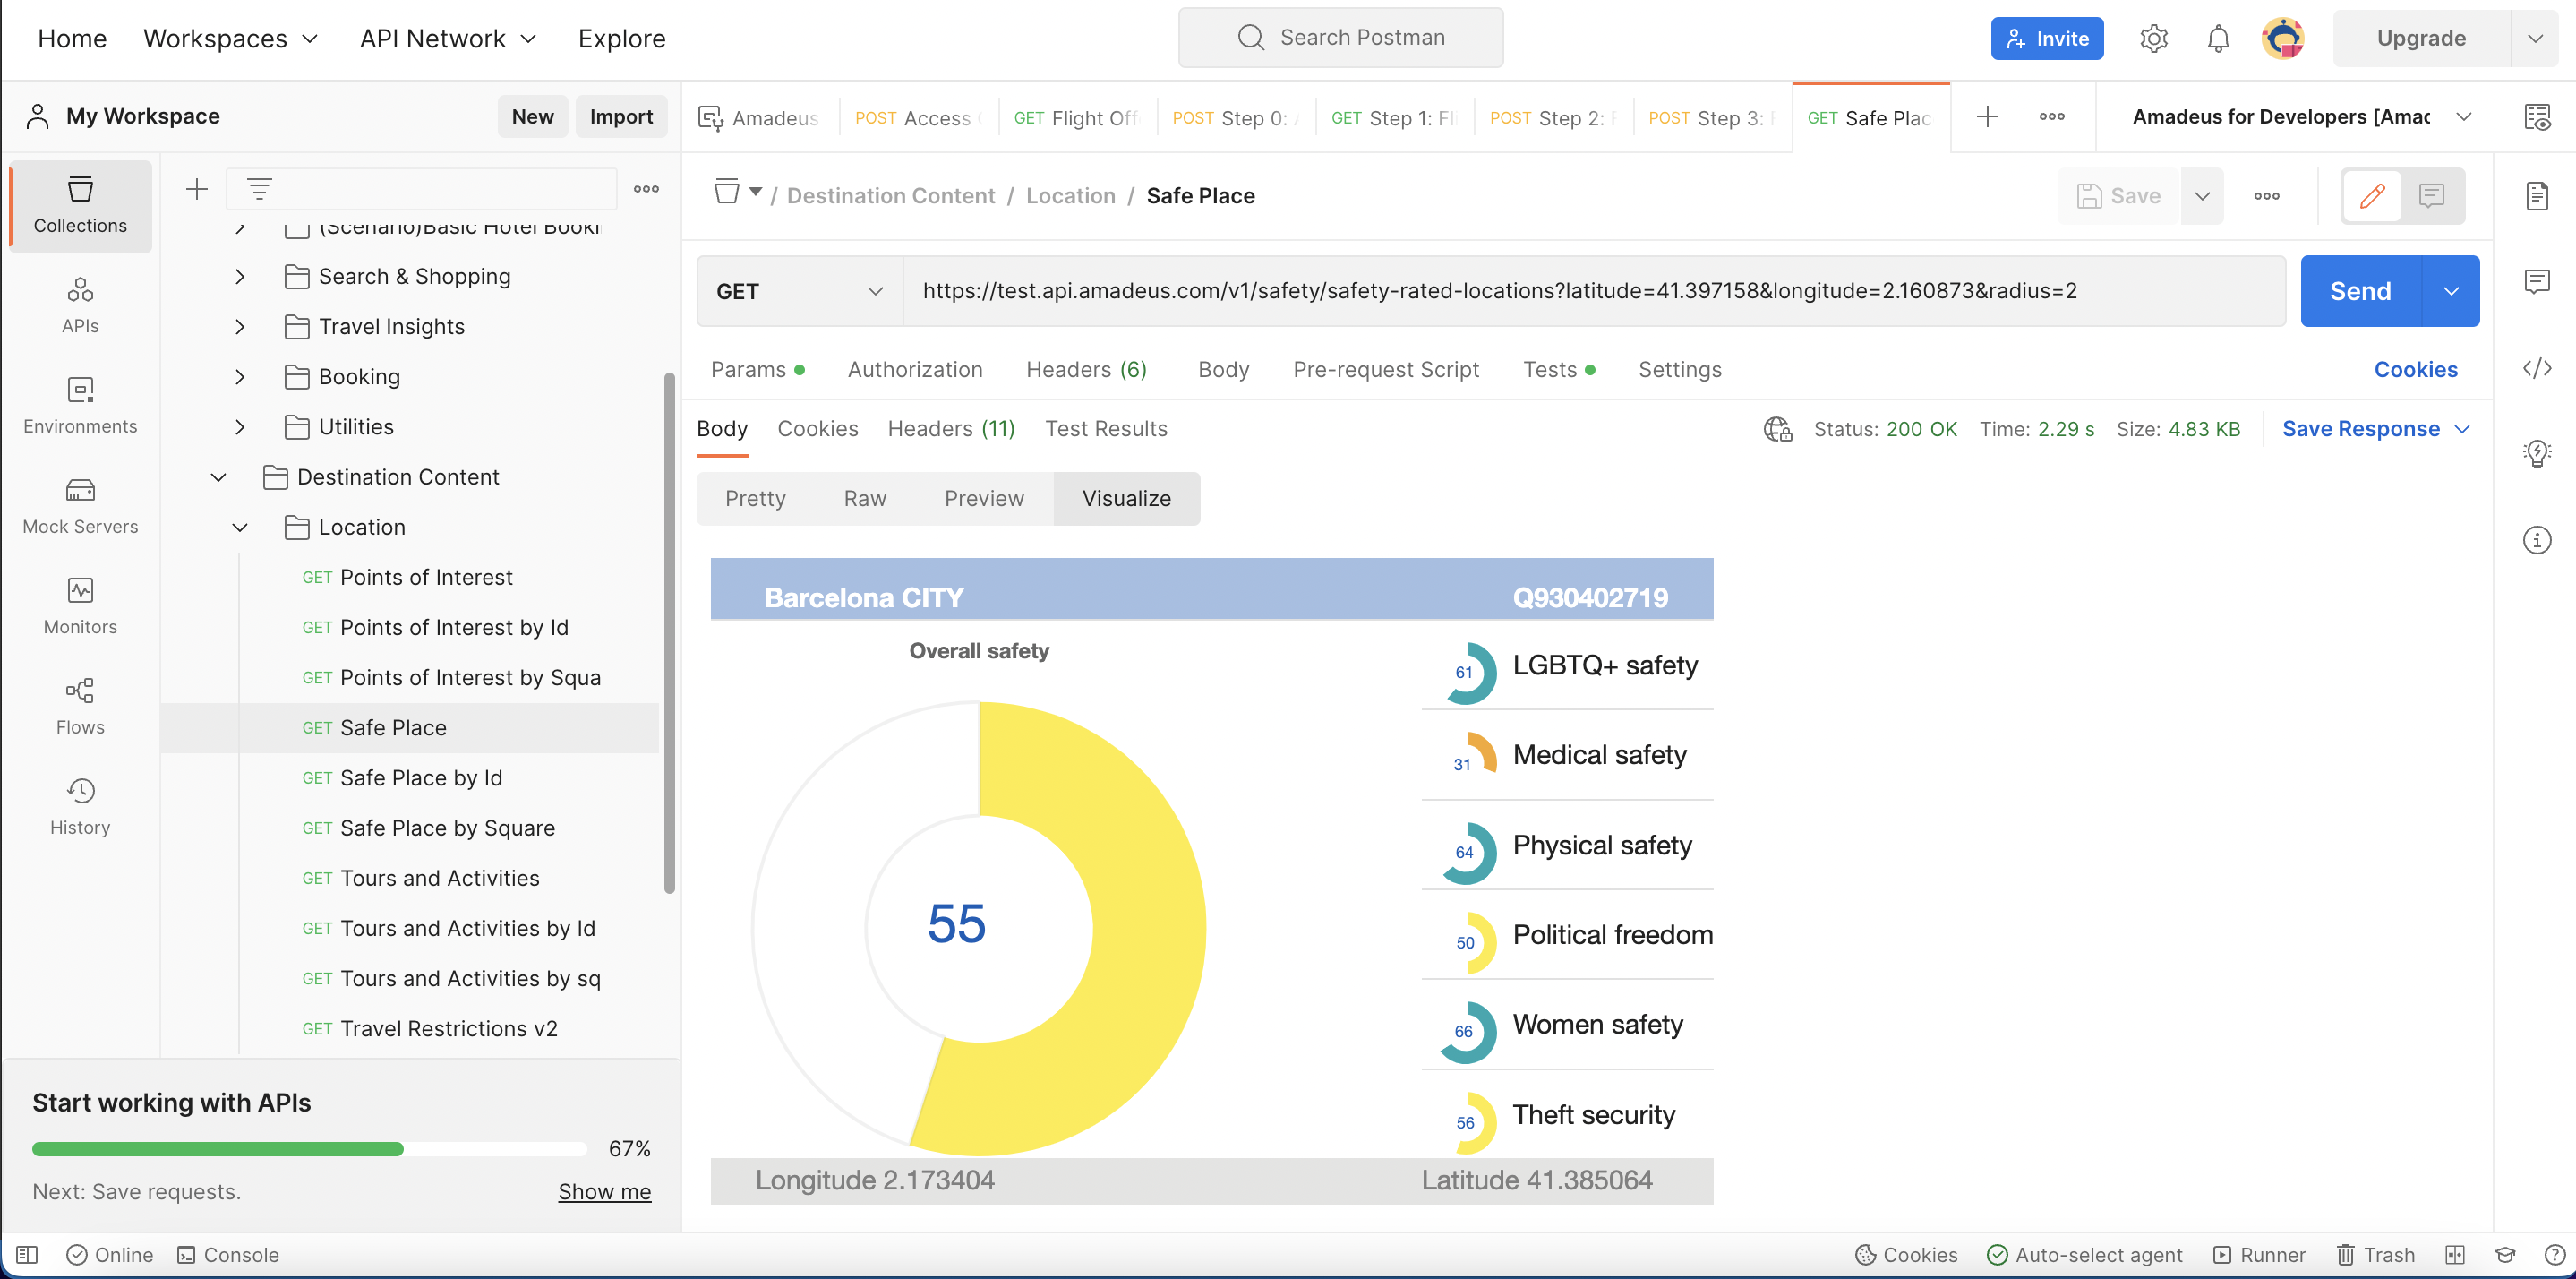 Home Workspaces API Network Explore Search Postman Invite Upgrade
My Workspace New Import
Amadeus POST Access GET Flight Off POST Step 0: GET Step 1: Fl POST Step 2: POST Step 3: GET Safe Plac Amadeus for Developers [Amad
Collections
APIs
Environments
Mock Servers
Monitors
Flows
History
(Scenario)Basic Hotel Booki
Search & Shopping
Travel Insights
Booking
Utilities
Destination Content
Location
GET Points of Interest
GET Points of Interest by Id
GET Points of Interest by Squa
GET Safe Place
GET Safe Place by Id
GET Safe Place by Square
GET Tours and Activities
GET Tours and Activities by Id
GET Tours and Activities by sq
GET Travel Restrictions v2
Start working with APIs
67%
Next: Save requests. Show me
/ Destination Content / Location / Safe Place Save
GET https://test.api.amadeus.com/v1/safety/safety-rated-locations?latitude=41.397158&longitude=2.160873&radius=2 Send
Params Authorization Headers (6) Body Pre-request Script Tests Settings Cookies
Body Cookies Headers (11) Test Results Status: 200 OK Time: 2.29 s Size: 4.83 KB Save Response
Pretty Raw Preview Visualize
Barcelona CITY Q930402719
Overall safety
55
61 LGBTQ+ safety
31 Medical safety
64 Physical safety
50 Political freedom
66 Women safety
56 Theft security
Longitude 2.173404 Latitude 41.385064
Online Console Cookies Auto-select agent Runner Trash